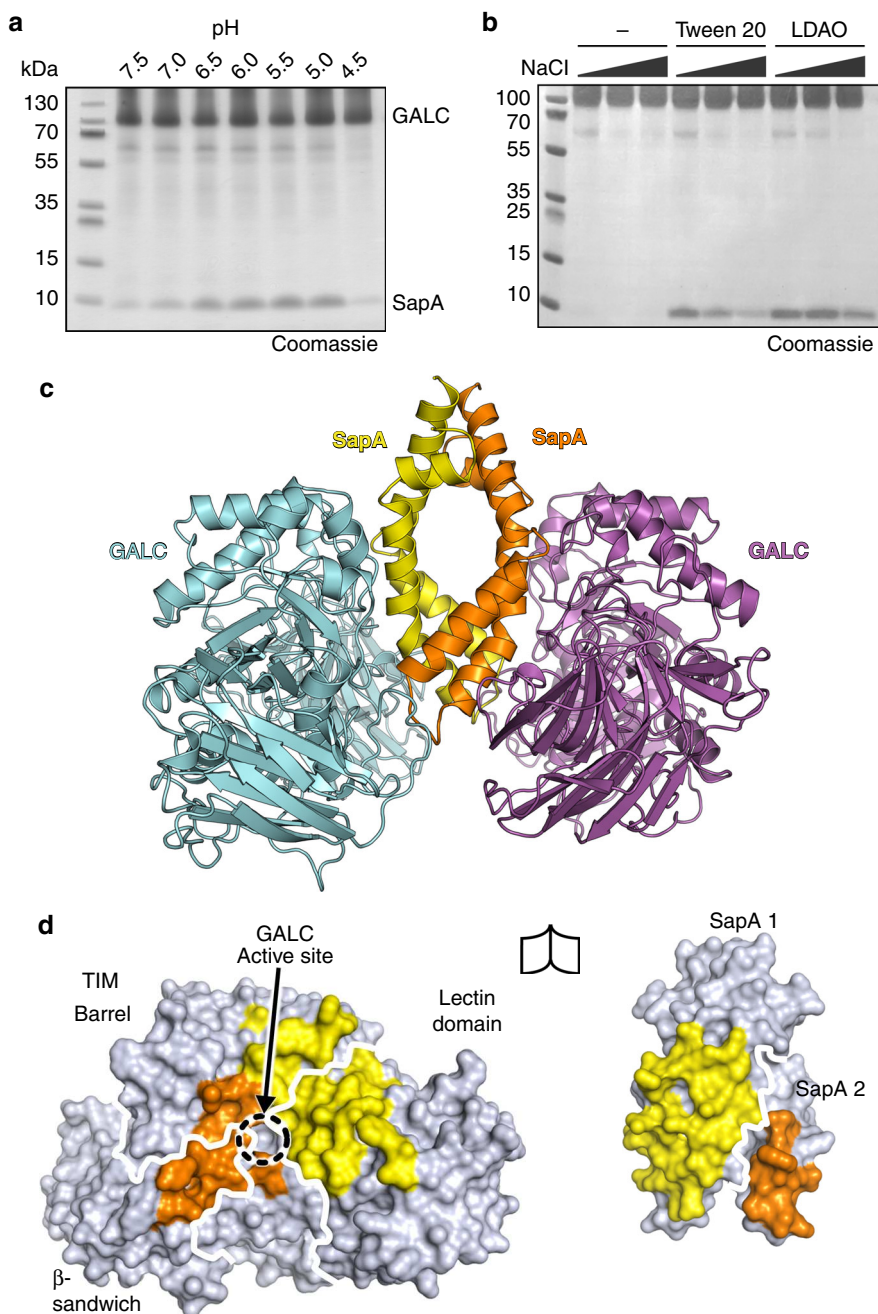 a
pH
kDa
7.5 7.0 6.5 6.0 5.5 5.0 4.5
130
70
55
35
15
10
GALC
SapA
Coomassie
b
– Tween 20 LDAO
NaCl
100
70
55
35
25
15
10
Coomassie
c
SapA
SapA
GALC
GALC
d
GALC
Active site
TIM
Barrel
Lectin
domain
β-
sandwich
SapA 1
SapA 2